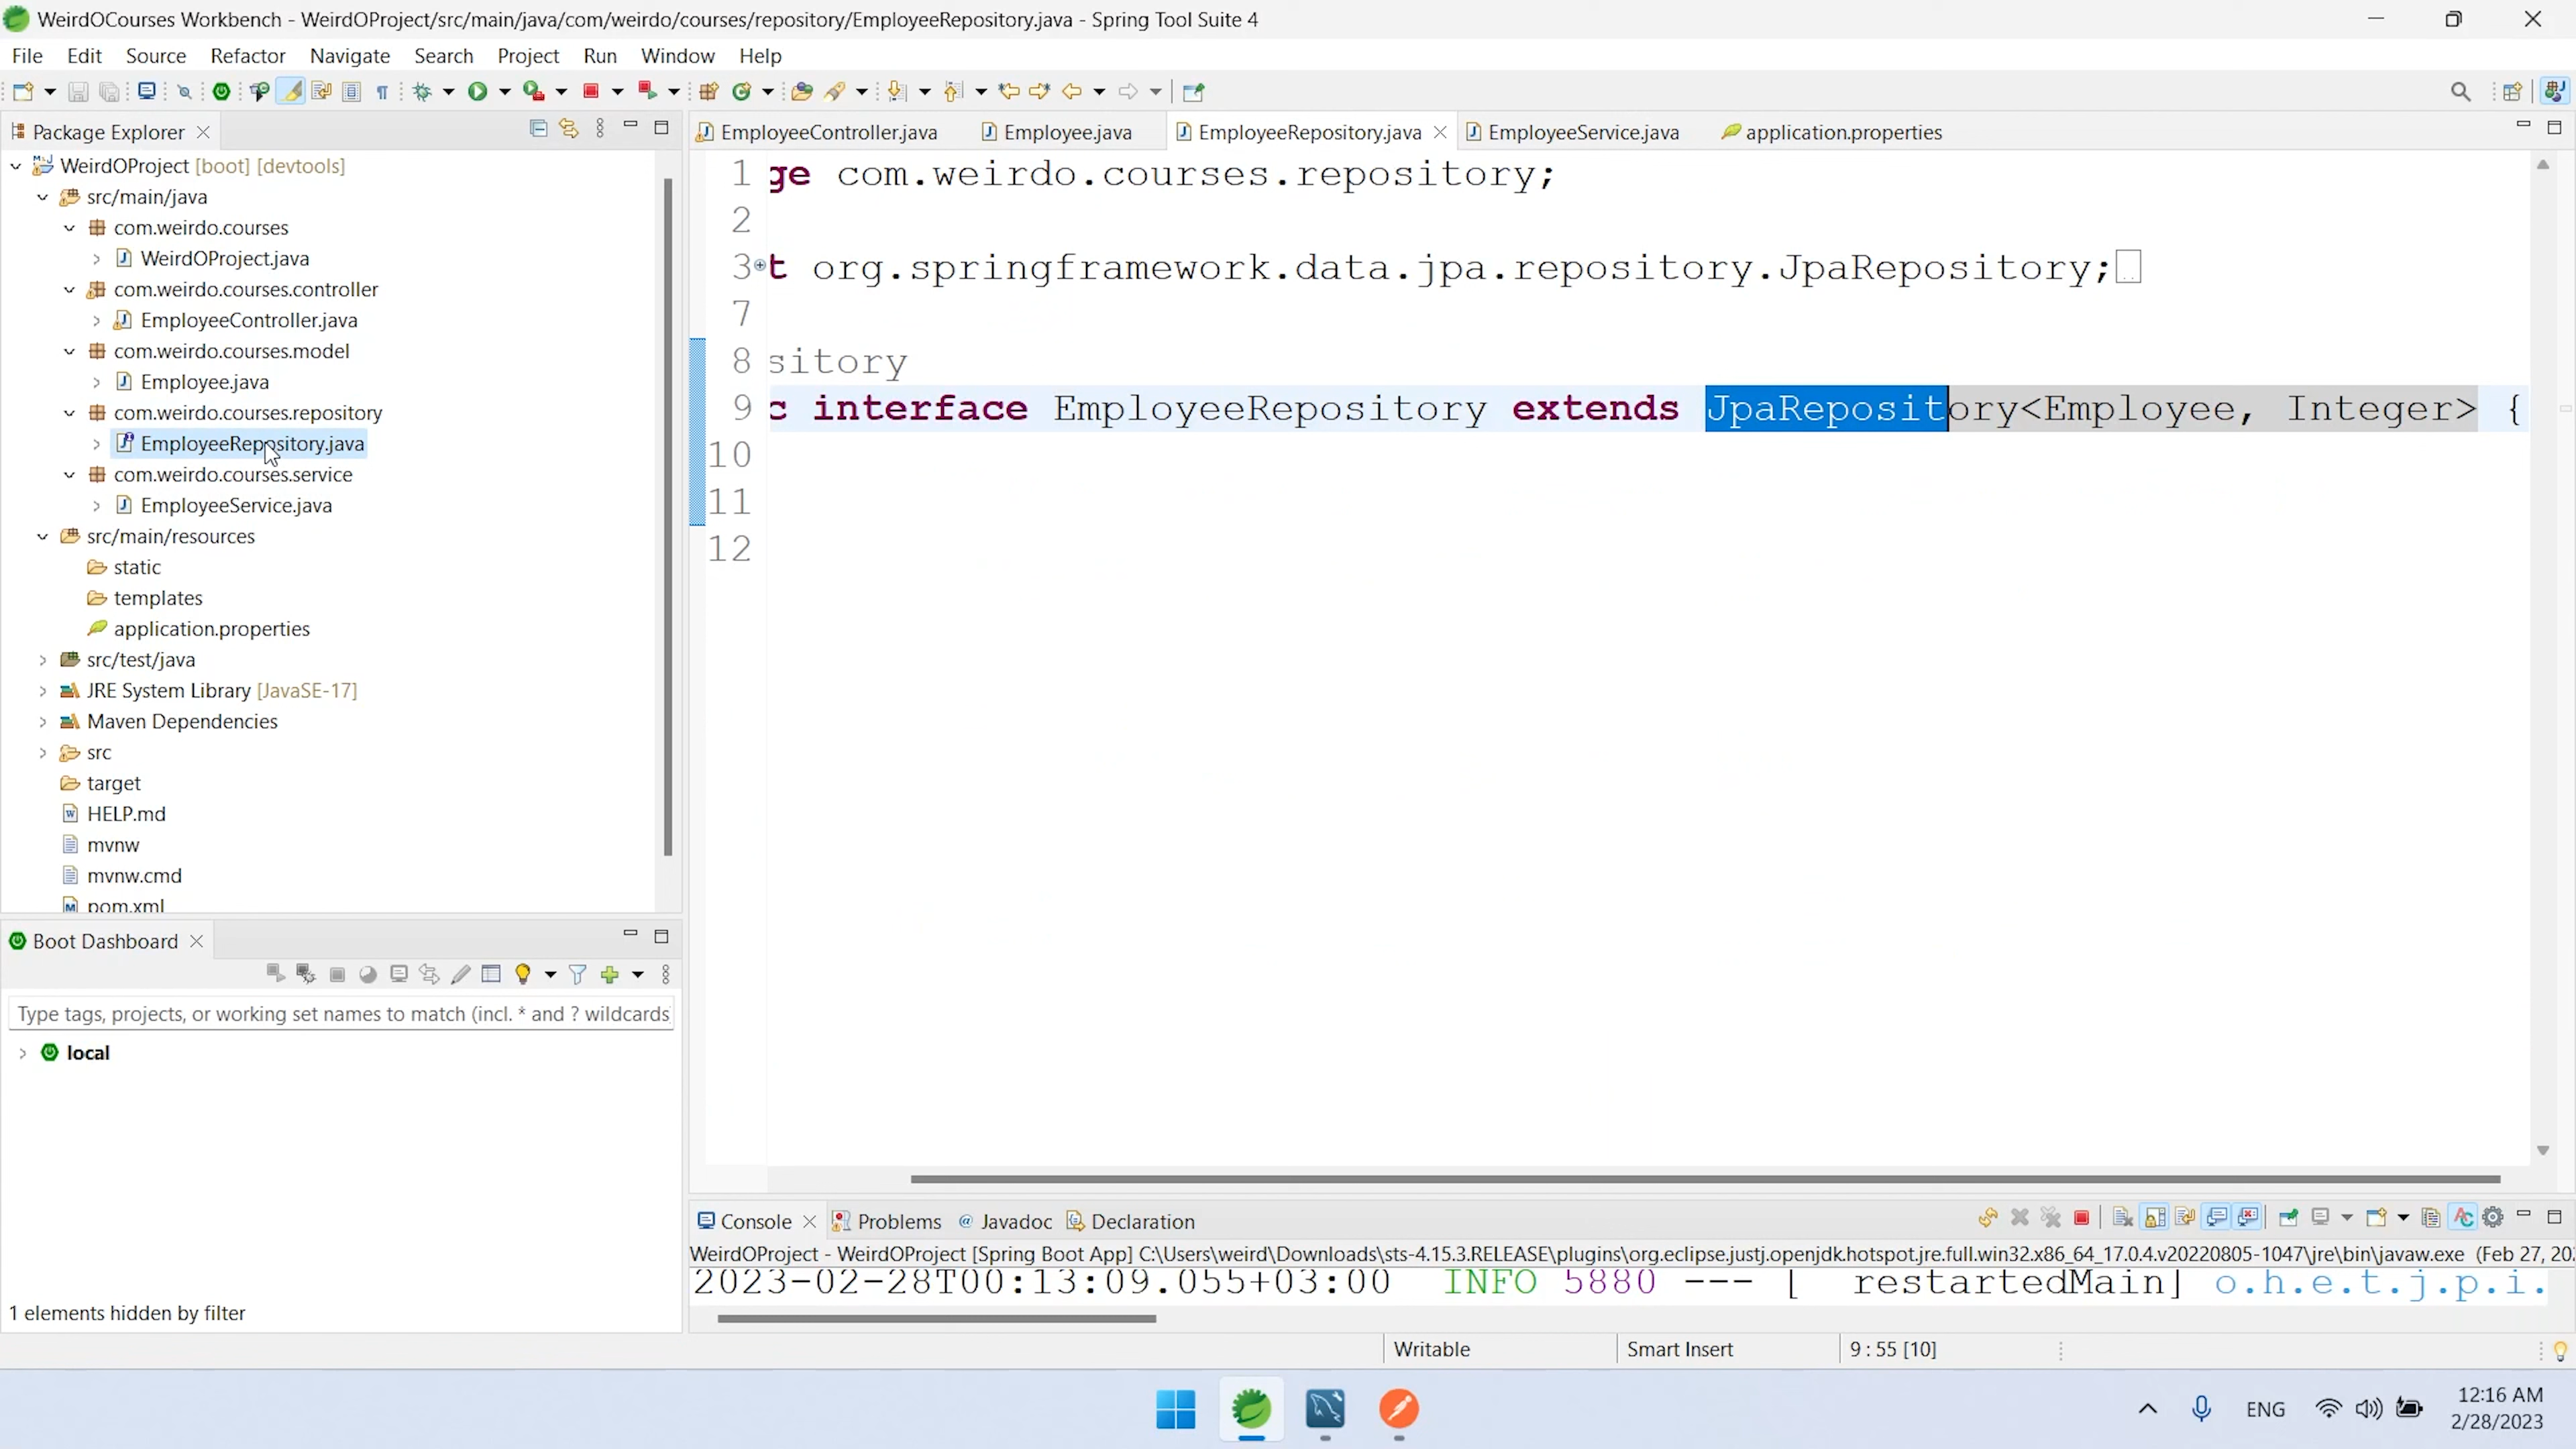 WeirdOCourses Workbench - WeirdOProject/src/main/java/com/weirdo/courses/repository/EmployeeRepository.java - Spring Tool Suite 4
File Edit Source Refactor Navigate Search Project Run Window Help
Package Explorer
WeirdOProject [boot] [devtools]
src/main/java
com.weirdo.courses
WeirdOProject.java
com.weirdo.courses.controller
EmployeeController.java
com.weirdo.courses.model
Employee.java
com.weirdo.courses.repository
EmployeeRepository.java
com.weirdo.courses.service
EmployeeService.java
src/main/resources
static
templates
application.properties
src/test/java
JRE System Library [JavaSE-17]
Maven Dependencies
src
target
HELP.md
mvnw
mvnw.cmd
pom.xml
Boot Dashboard
Type tags, projects, or working set names to match (incl. * and ? wildcards
local
1 elements hidden by filter
EmployeeController.java Employee.java EmployeeRepository.java EmployeeService.java application.properties
1 ge com.weirdo.courses.repository;
2
3 t org.springframework.data.jpa.repository.JpaRepository;
7
8 sitory
9 c interface EmployeeRepository extends JpaRepository<Employee, Integer> {
10
11
12
Console Problems @ Javadoc Declaration
WeirdOProject - WeirdOProject [Spring Boot App] C:\Users\weird\Downloads\sts-4.15.3.RELEASE\plugins\org.eclipse.justj.openjdk.hotspot.jre.full.win32.x86_64_17.0.4.v20220805-1047\jre\bin\javaw.exe (Feb 27, 20
2023-02-28T00:13:09.055+03:00 INFO 5880 --- [ restartedMain] o.h.e.t.j.p.i.
Writable Smart Insert 9 : 55 [10]
ENG
12:16 AM
2/28/2023